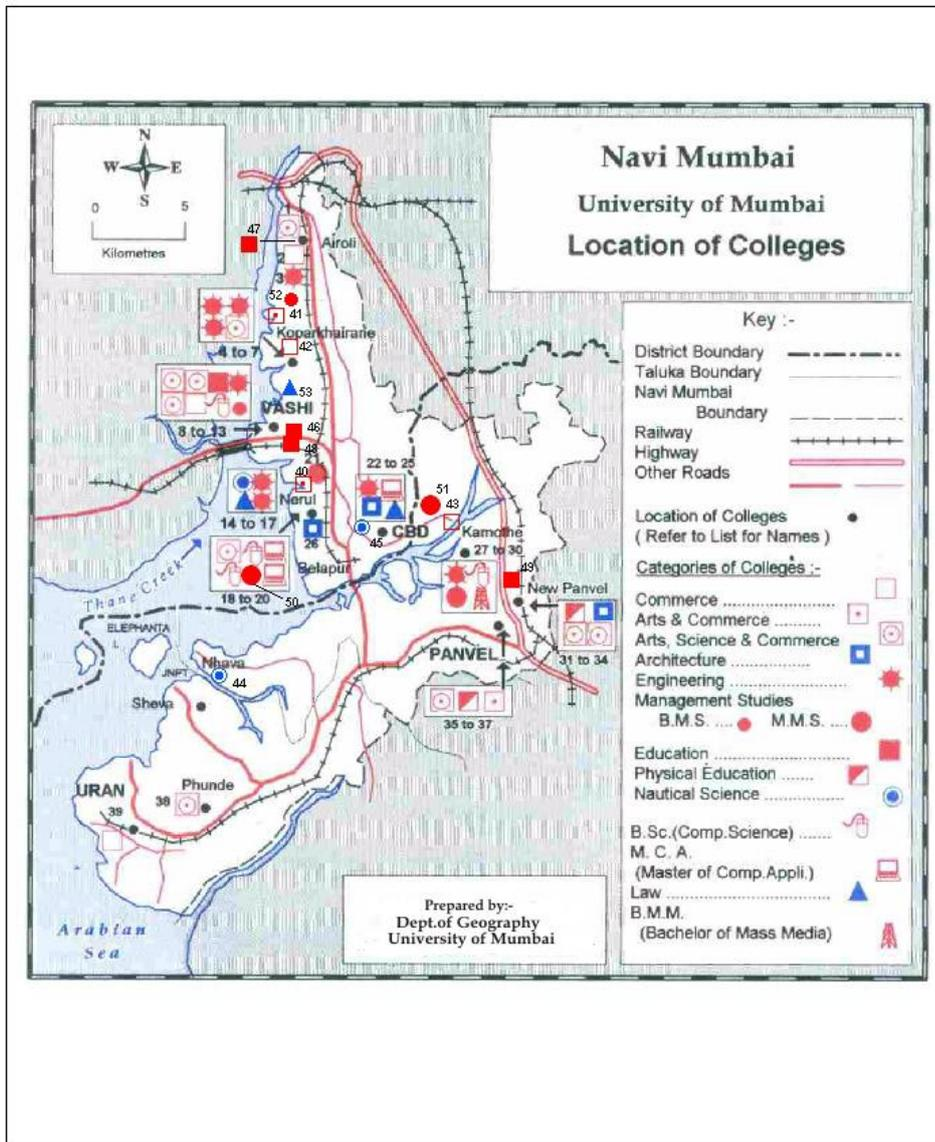 N
W E
S
0 5
Kilometres
Navi Mumbai
University of Mumbai
Location of Colleges
47
Airoli
2
3
52
41
Koparkhairane
4 to 7
42
53
VASHI
8 to 13
46
48
21
40
22 to 25
51
43
14 to 17
Nerul
26
45
CBD
Kamothe
27 to 30
Belapur
49
New Panvel
18 to 20
50
Thane Creek
ELEPHANTA
I.
JNPT
Nhava
44
Sheva
PANVEL
31 to 34
35 to 37
URAN
39
38
Phunde
Arabian
Sea
Prepared by:-
Dept.of Geography
University of Mumbai
Key :-
District Boundary
Taluka Boundary
Navi Mumbai
Boundary
Railway
Highway
Other Roads
Location of Colleges
( Refer to List for Names )
Categories of Colleges :-
Commerce ....................
Arts & Commerce ............
Arts, Science & Commerce
Architecture ................
Engineering .................
Management Studies
B.M.S. .... M.M.S. ....
Education ....................
Physical Education ......
Nautical Science ............
B.Sc.(Comp.Science) .......
M. C. A.
(Master of Comp.Appli.)
Law ..........................
B.M.M.
(Bachelor of Mass Media)